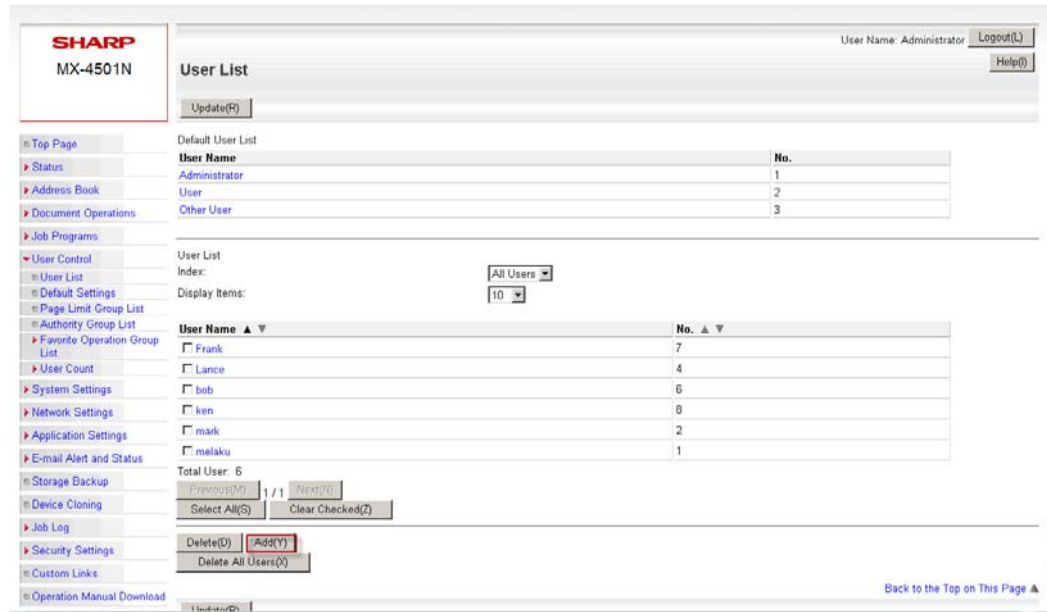 SHARP
MX-4501N
User Name: Administrator Logout(L)
User List
Help(I)
Update(R)
Top Page
Status
Address Book
Document Operations
Job Programs
User Control
User List
Default Settings
Page Limit Group List
Authority Group List
Favorite Operation Group
List
User Count
System Settings
Network Settings
Application Settings
E-mail Alert and Status
Storage Backup
Device Cloning
Job Log
Security Settings
Custom Links
Operation Manual Download
Default User List
User Name No.
Administrator 1
User 2
Other User 3
User List
Index: All Users
Display Items: 10
User Name ▲ ▼ No. ▲ ▼
Frank 7
Lance 4
bob 6
ken 8
mark 2
melaku 1
Total User: 6
Previous(M) 1 / 1 Next(N)
Select All(S) Clear Checked(Z)
Delete(D) Add(Y)
Delete All Users(X)
Back to the Top on This Page ▲
Update(R)